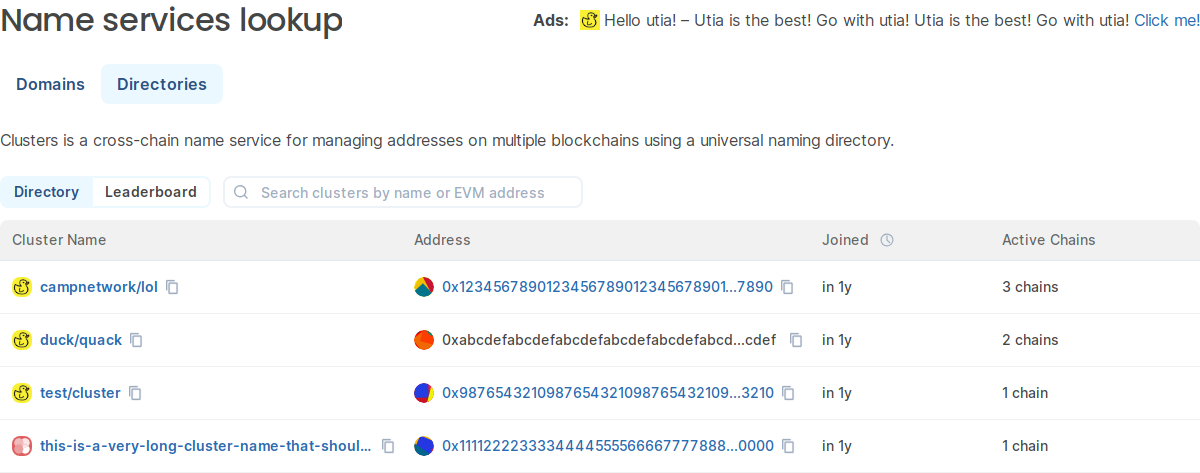 Name services lookup
Ads: Hello utia! – Utia is the best! Go with utia! Utia is the best! Go with utia! Click me!
Domains Directories
Clusters is a cross-chain name service for managing addresses on multiple blockchains using a universal naming directory.
Directory Leaderboard Search clusters by name or EVM address
Cluster Name Address Joined Active Chains
campnetwork/lol 0x1234567890123456789012345678901...7890 in 1y 3 chains
duck/quack 0xabcdefabcdefabcdefabcdefabcdefabcd...cdef in 1y 2 chains
test/cluster 0x98765432109876543210987654321​09...3210 in 1y 1 chain
this-is-a-very-long-cluster-name-that-shoul... 0x11112222333344445555666677778​88...0000 in 1y 1 chain